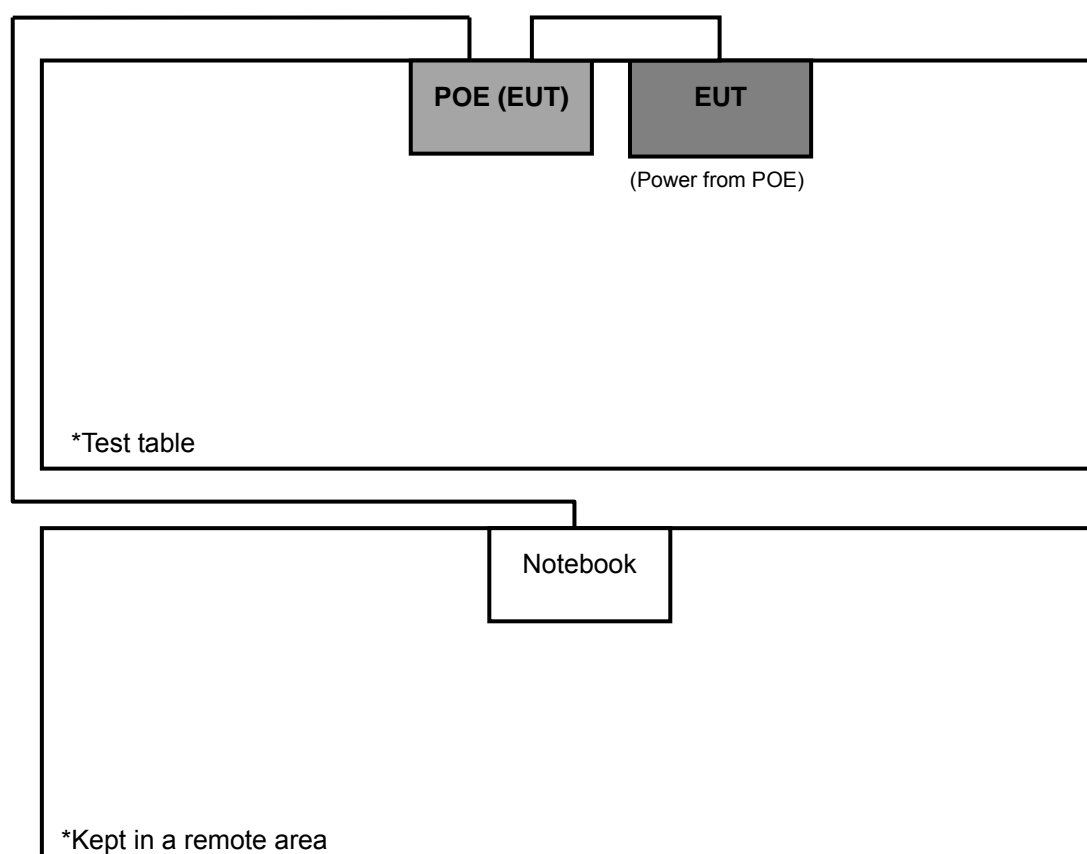 POE (EUT)
EUT
(Power from POE)
*Test table
Notebook
*Kept in a remote area